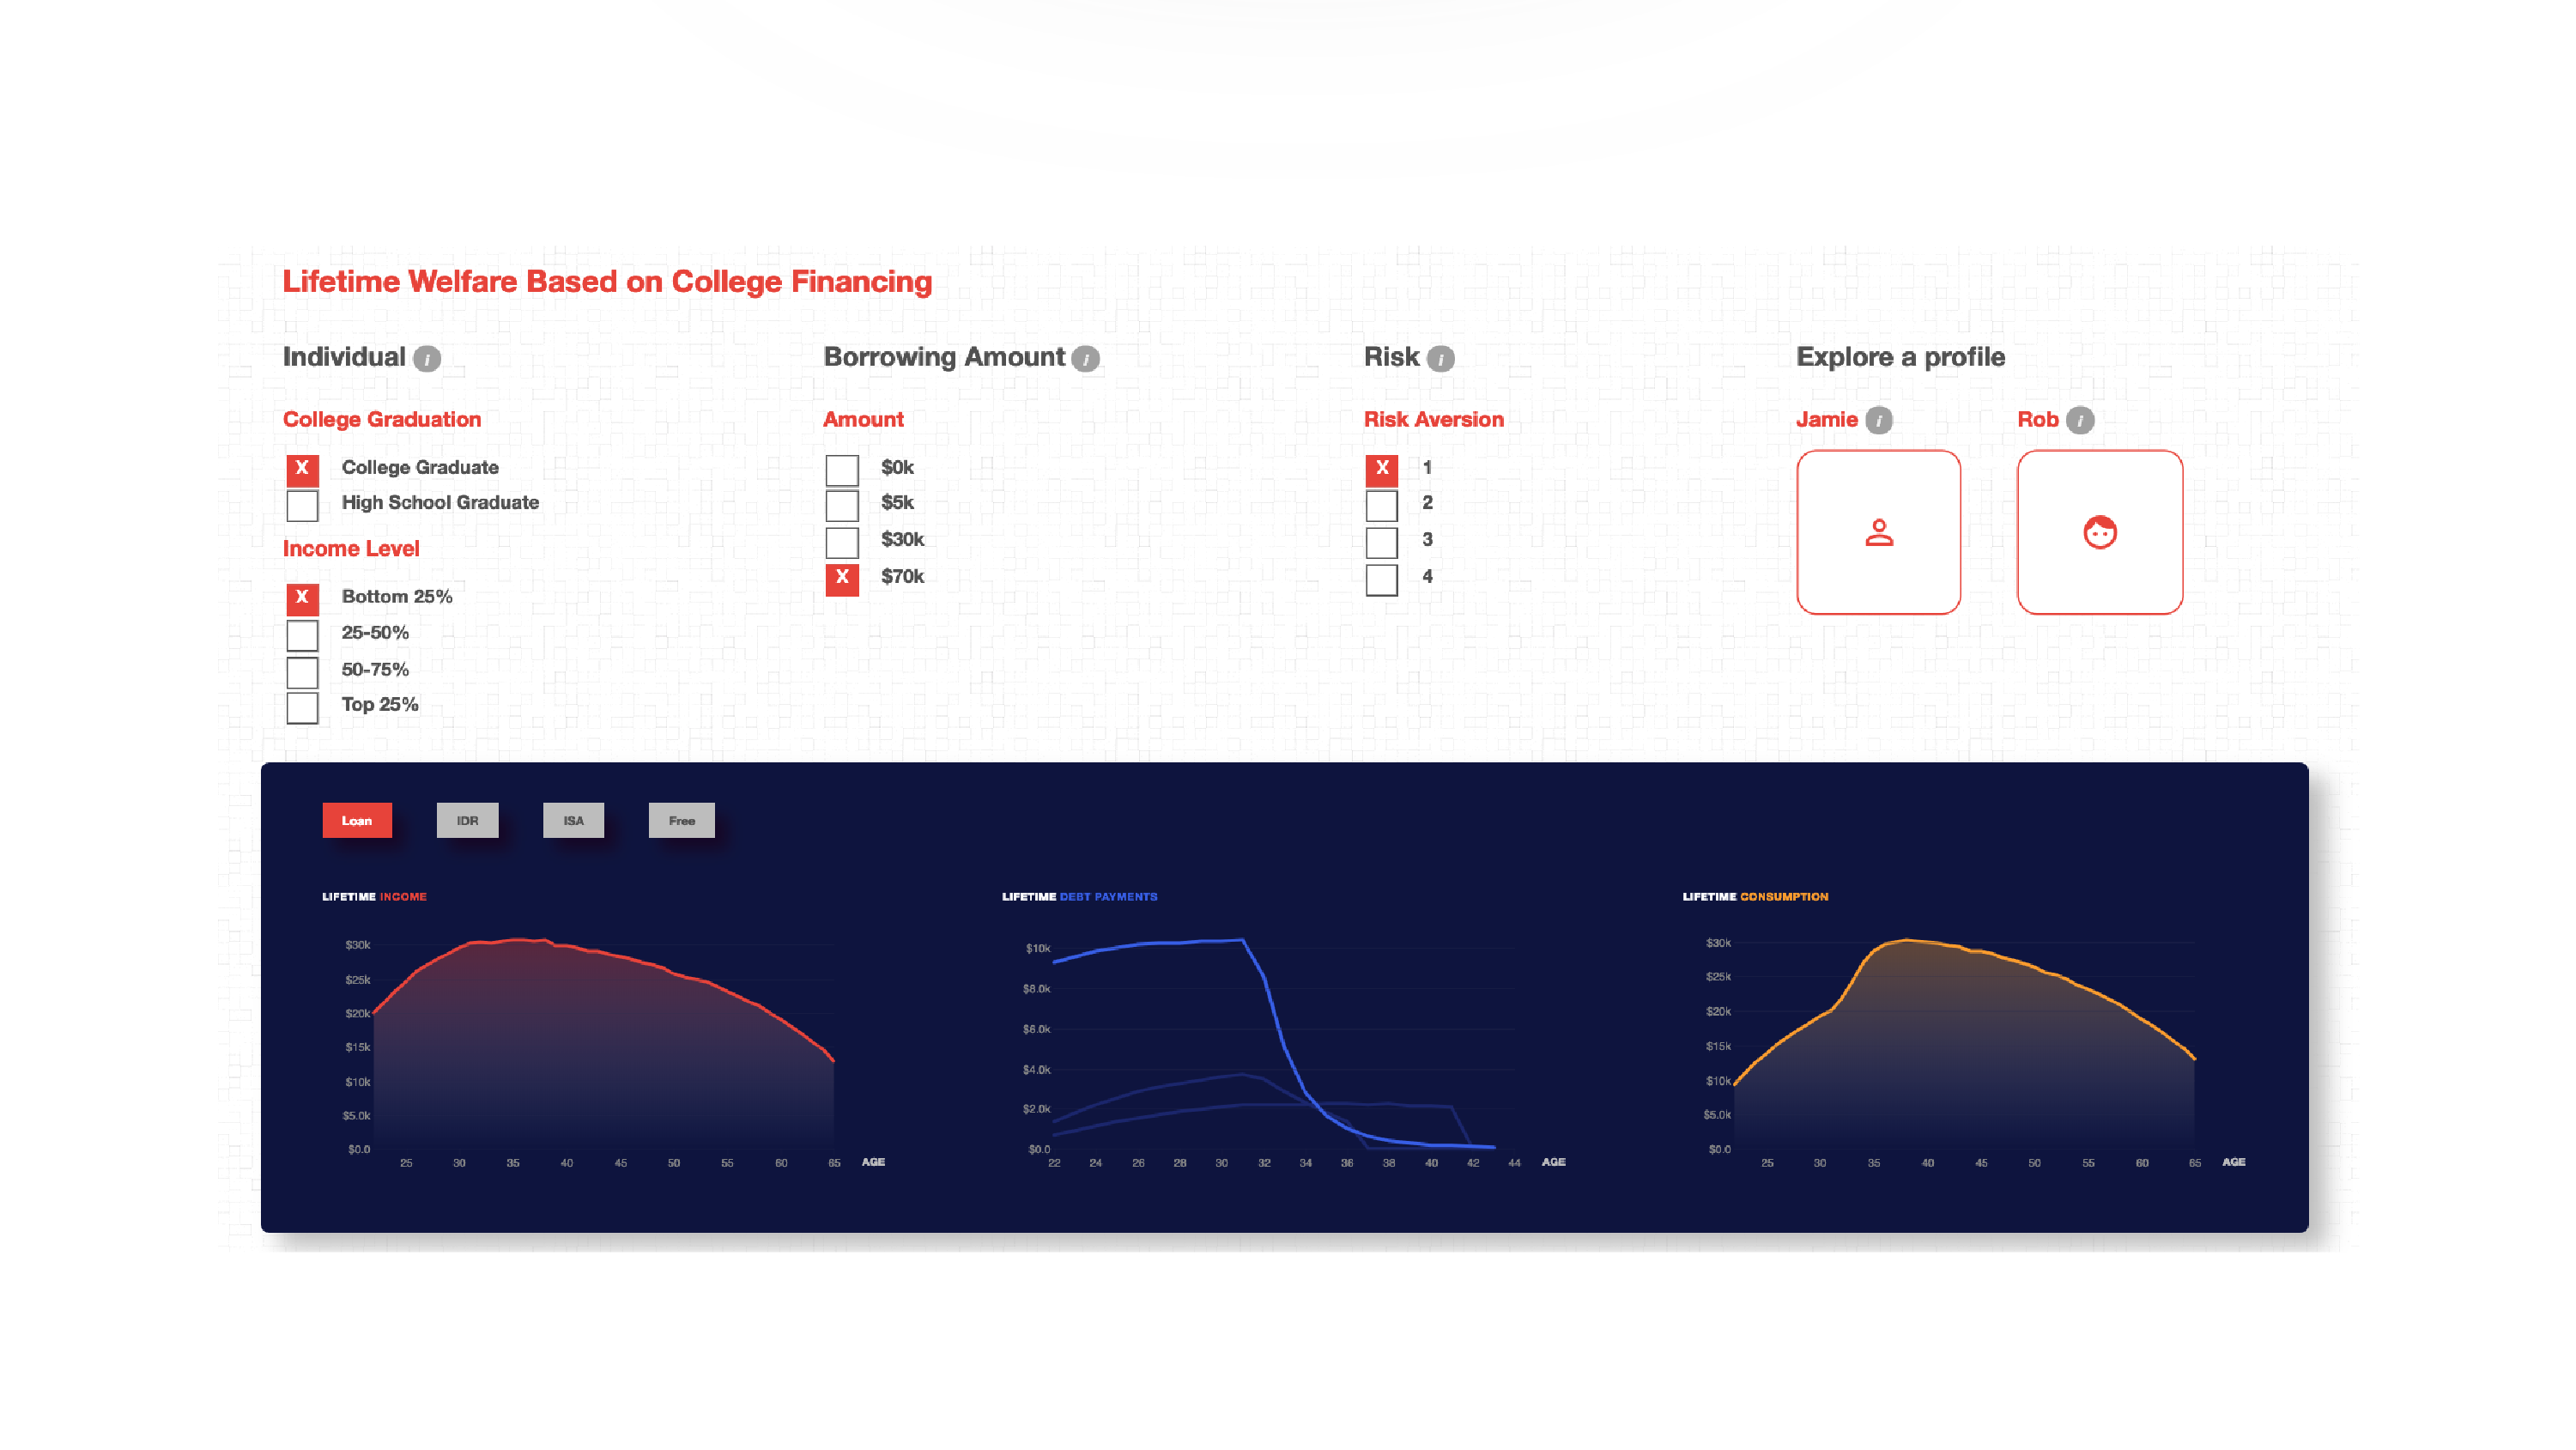 Lifetime Welfare Based on College Financing
Individual i
Borrowing Amount i
Risk i
Explore a profile
College Graduation
Amount
Risk Aversion
Jamie i
Rob i
X College Graduate
High School Graduate
Income Level
X Bottom 25%
25-50%
50-75%
Top 25%
$0k
$5k
$30k
X $70k
X 1
2
3
4
Loan
IDR
ISA
Free
LIFETIME INCOME
$30k
$25k
$20k
$15k
$10k
$5.0k
$0.0
25 30 35 40 45 50 55 60 65 AGE
LIFETIME DEBT PAYMENTS
$10k
$8.0k
$6.0k
$4.0k
$2.0k
$0.0
22 24 26 28 30 32 34 36 38 40 42 44 AGE
LIFETIME CONSUMPTION
$30k
$25k
$20k
$15k
$10k
$5.0k
$0.0
25 30 35 40 45 50 55 60 65 AGE